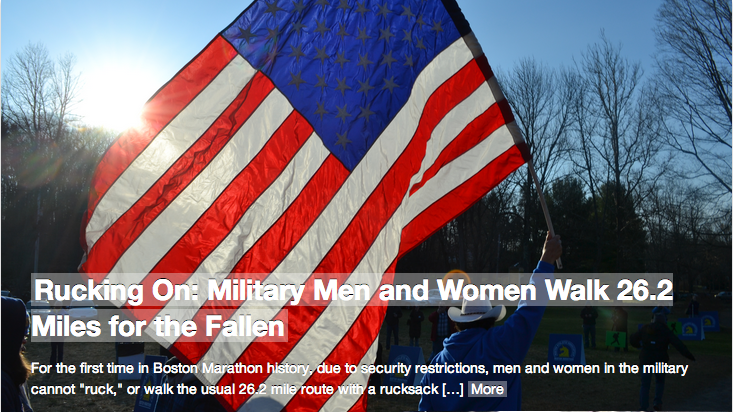 Rucking On: Military Men and Women Walk 26.2
Miles for the Fallen
For the first time in Boston Marathon history, due to security restrictions, men and women in the military
cannot "ruck," or walk the usual 26.2 mile route with a rucksack [...] More